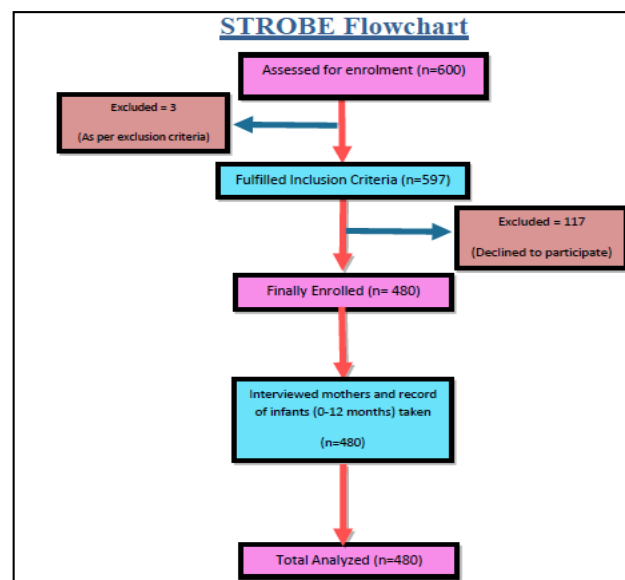 STROBE Flowchart
Assessed for enrolment (n=600)
Excluded = 3
(As per exclusion criteria)
Fulfilled Inclusion Criteria (n=597)
Excluded = 117
(Declined to participate)
Finally Enrolled (n= 480)
Interviewed mothers and record
of infants (0-12 months) taken
(n=480)
Total Analyzed (n=480)